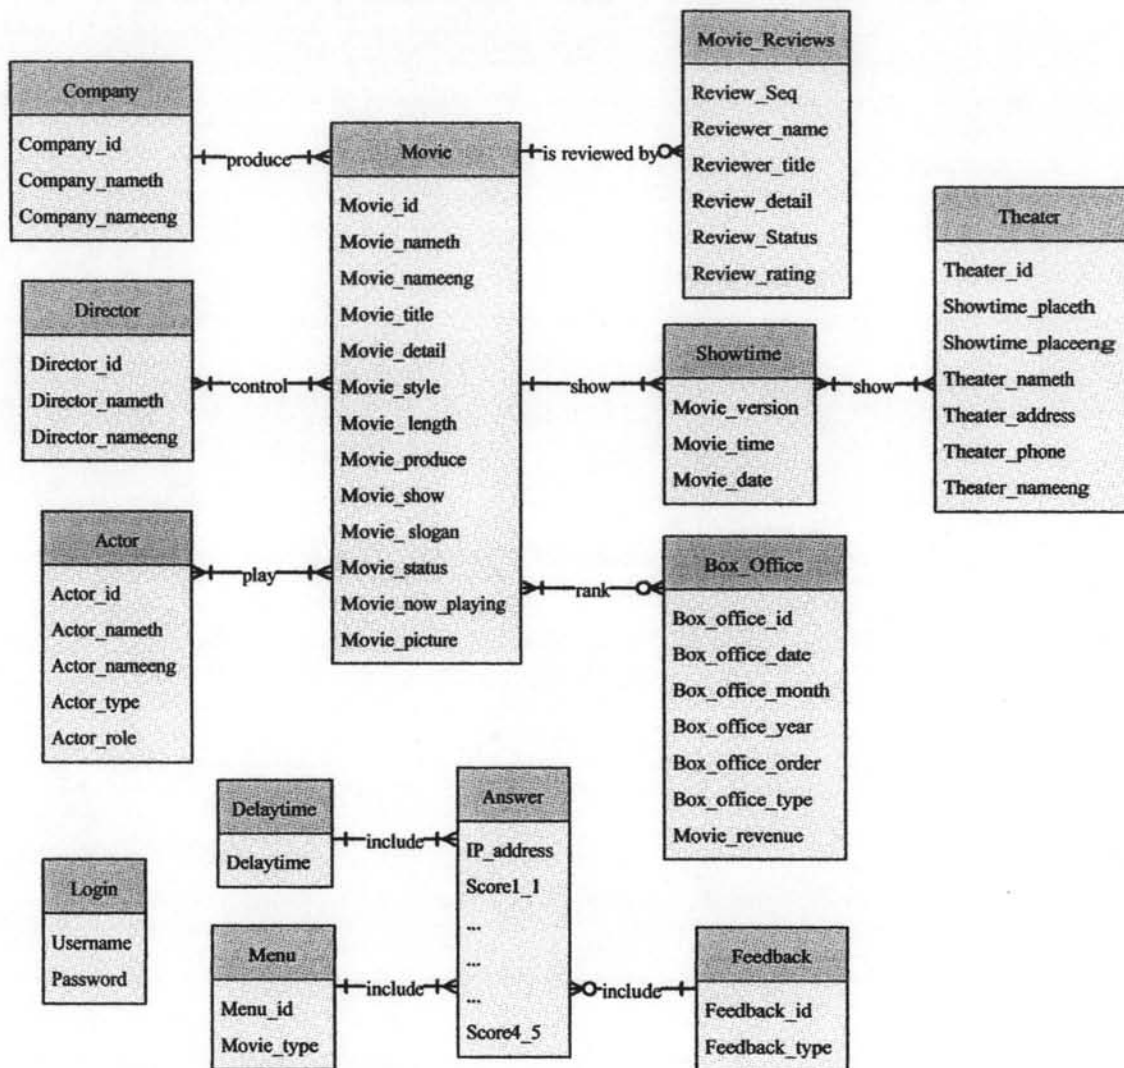 Company
Company_id
Company_nameth
Company_nameeng
produce
Director
Director_id
Director_nameth
Director_nameeng
control
Actor
Actor_id
Actor_nameth
Actor_nameeng
Actor_type
Actor_role
play
Movie
Movie_id
Movie_nameth
Movie_nameeng
Movie_title
Movie_detail
Movie_style
Movie_ length
Movie_produce
Movie_show
Movie_ slogan
Movie_status
Movie_now_playing
Movie_picture
is reviewed by
Movie_Reviews
Review_Seq
Reviewer_name
Reviewer_title
Review_detail
Review_Status
Review_rating
show
Showtime
Movie_version
Movie_time
Movie_date
show
Theater
Theater_id
Showtime_placeth
Showtime_placeeng
Theater_nameth
Theater_address
Theater_phone
Theater_nameeng
rank
Box_Office
Box_office_id
Box_office_date
Box_office_month
Box_office_year
Box_office_order
Box_office_type
Movie_revenue
Login
Username
Password
Delaytime
Delaytime
include
Menu
Menu_id
Movie_type
include
Answer
IP_address
Score1_1
...
...
...
Score4_5
include
Feedback
Feedback_id
Feedback_type